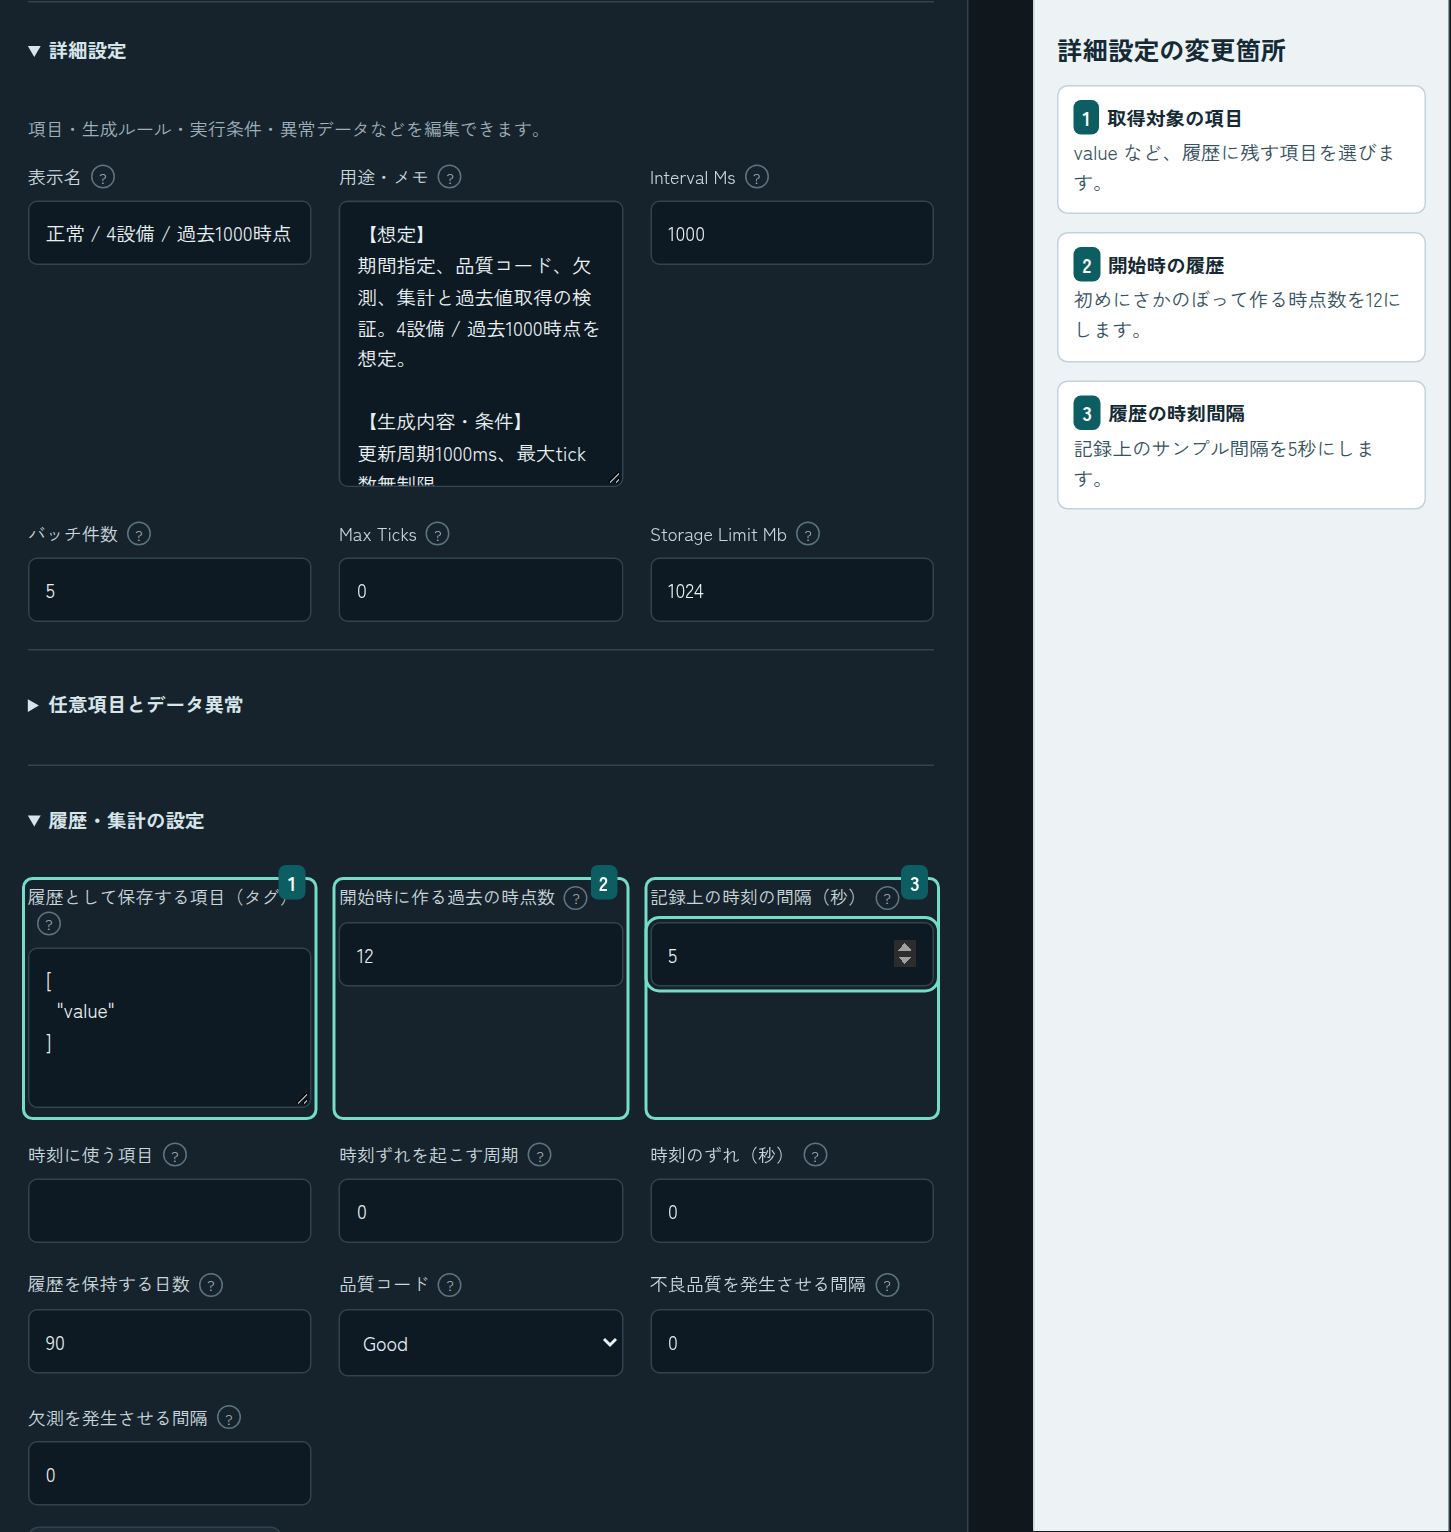 詳細設定
項目・生成ルール・実行条件・異常データなどを編集できます。
表示名 ?
正常 / 4設備 / 過去1000時点
用途・メモ ?
【想定】
期間指定、品質コード、欠
測、集計と過去値取得の検
証。4設備 / 過去1000時点を
想定。
【生成内容・条件】
更新周期1000ms、最大tick
数無制限
Interval Ms ?
1000
バッチ件数 ?
5
Max Ticks ?
0
Storage Limit Mb ?
1024
任意項目とデータ異常
履歴・集計の設定
履歴として保存する項目（タグ） 1
?
[
"value"
]
開始時に作る過去の時点数 ? 2
12
記録上の時刻の間隔（秒） ? 3
5
時刻に使う項目 ?
時刻ずれを起こす周期 ?
0
時刻のずれ（秒） ?
0
履歴を保持する日数 ?
90
品質コード ?
Good
不良品質を発生させる間隔 ?
0
欠測を発生させる間隔 ?
0
詳細設定の変更箇所
1 取得対象の項目
value など、履歴に残す項目を選びま
す。
2 開始時の履歴
初めにさかのぼって作る時点数を12に
します。
3 履歴の時刻間隔
記録上のサンプル間隔を5秒にしま
す。